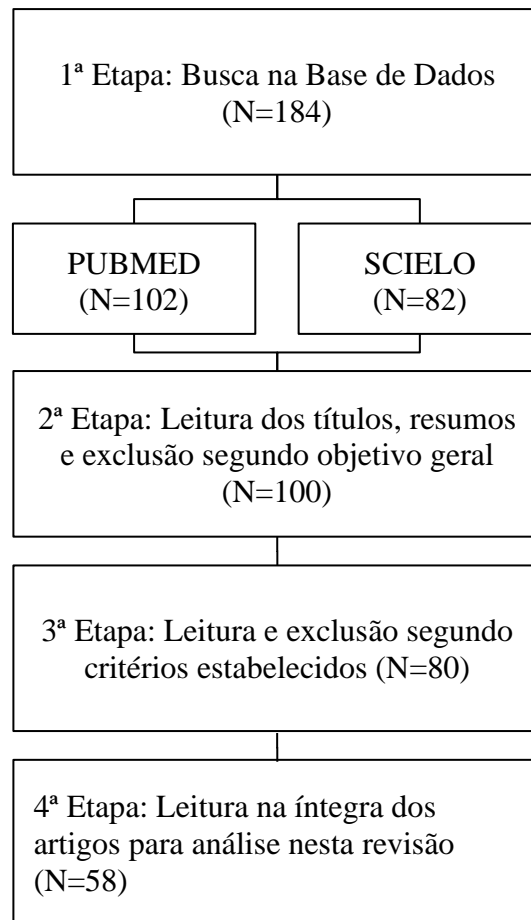 1ª Etapa: Busca na Base de Dados
(N=184)
PUBMED
(N=102)
SCIELO
(N=82)
2ª Etapa: Leitura dos títulos, resumos
e exclusão segundo objetivo geral
(N=100)
3ª Etapa: Leitura e exclusão segundo
critérios estabelecidos (N=80)
4ª Etapa: Leitura na íntegra dos
artigos para análise nesta revisão
(N=58)